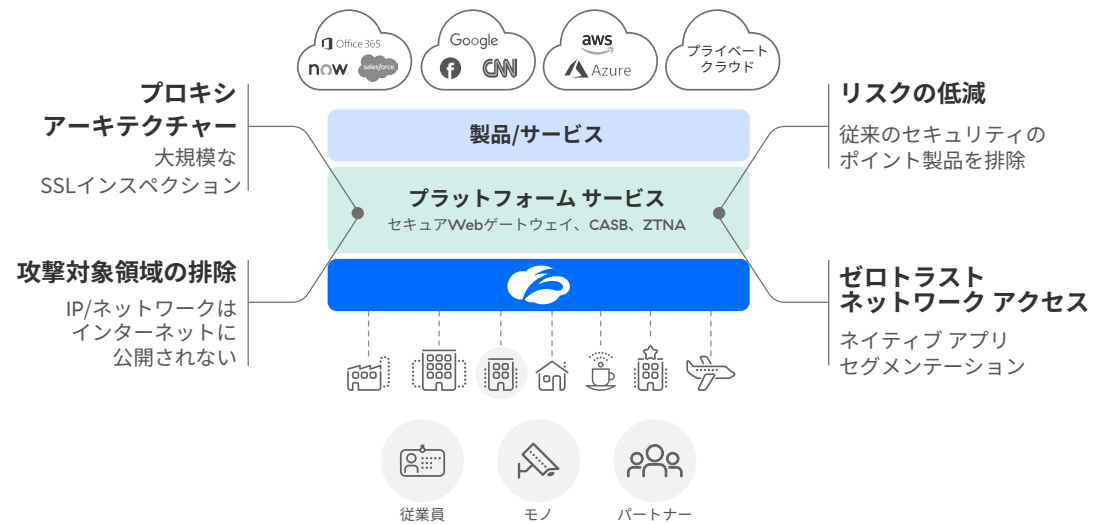 Office 365
now
salesforce
Google
CNN
aws
Azure
プライベート
クラウド
プロキシ
アーキテクチャー
大規模な
SSLインスペクション
製品/サービス
プラットフォーム サービス
セキュアWebゲートウェイ、CASB、ZTNA
リスクの低減
従来のセキュリティの
ポイント製品を排除
攻撃対象領域の排除
IP/ネットワークは
インターネットに
公開されない
ゼロトラスト
ネットワーク アクセス
ネイティブ アプリ
セグメンテーション
従業員
モノ
パートナー